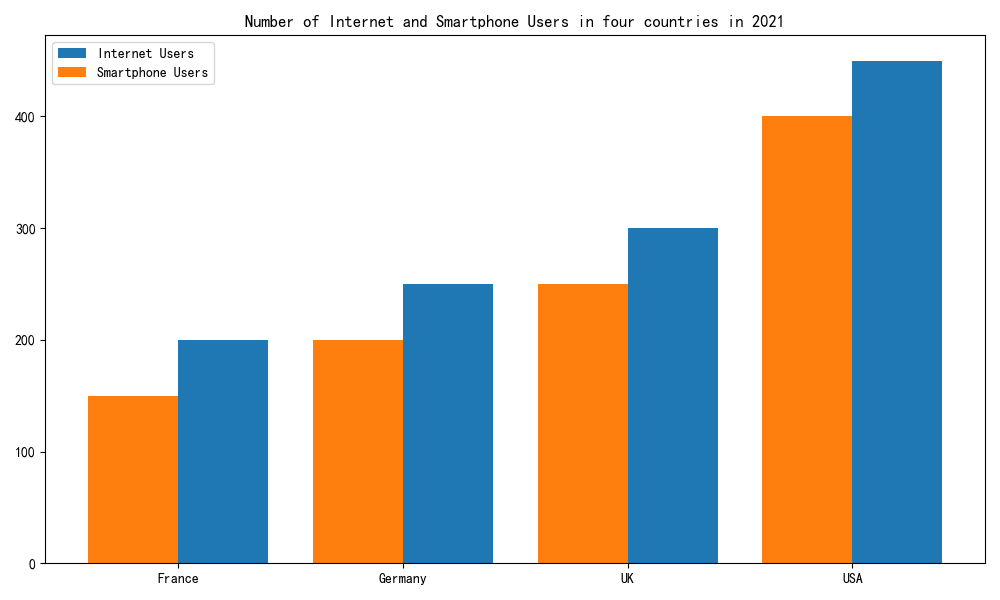 Number of Internet and Smartphone Users in four countries in 2021
Internet Users
Smartphone Users
400
300
200
100
0
France
Germany
UK
USA